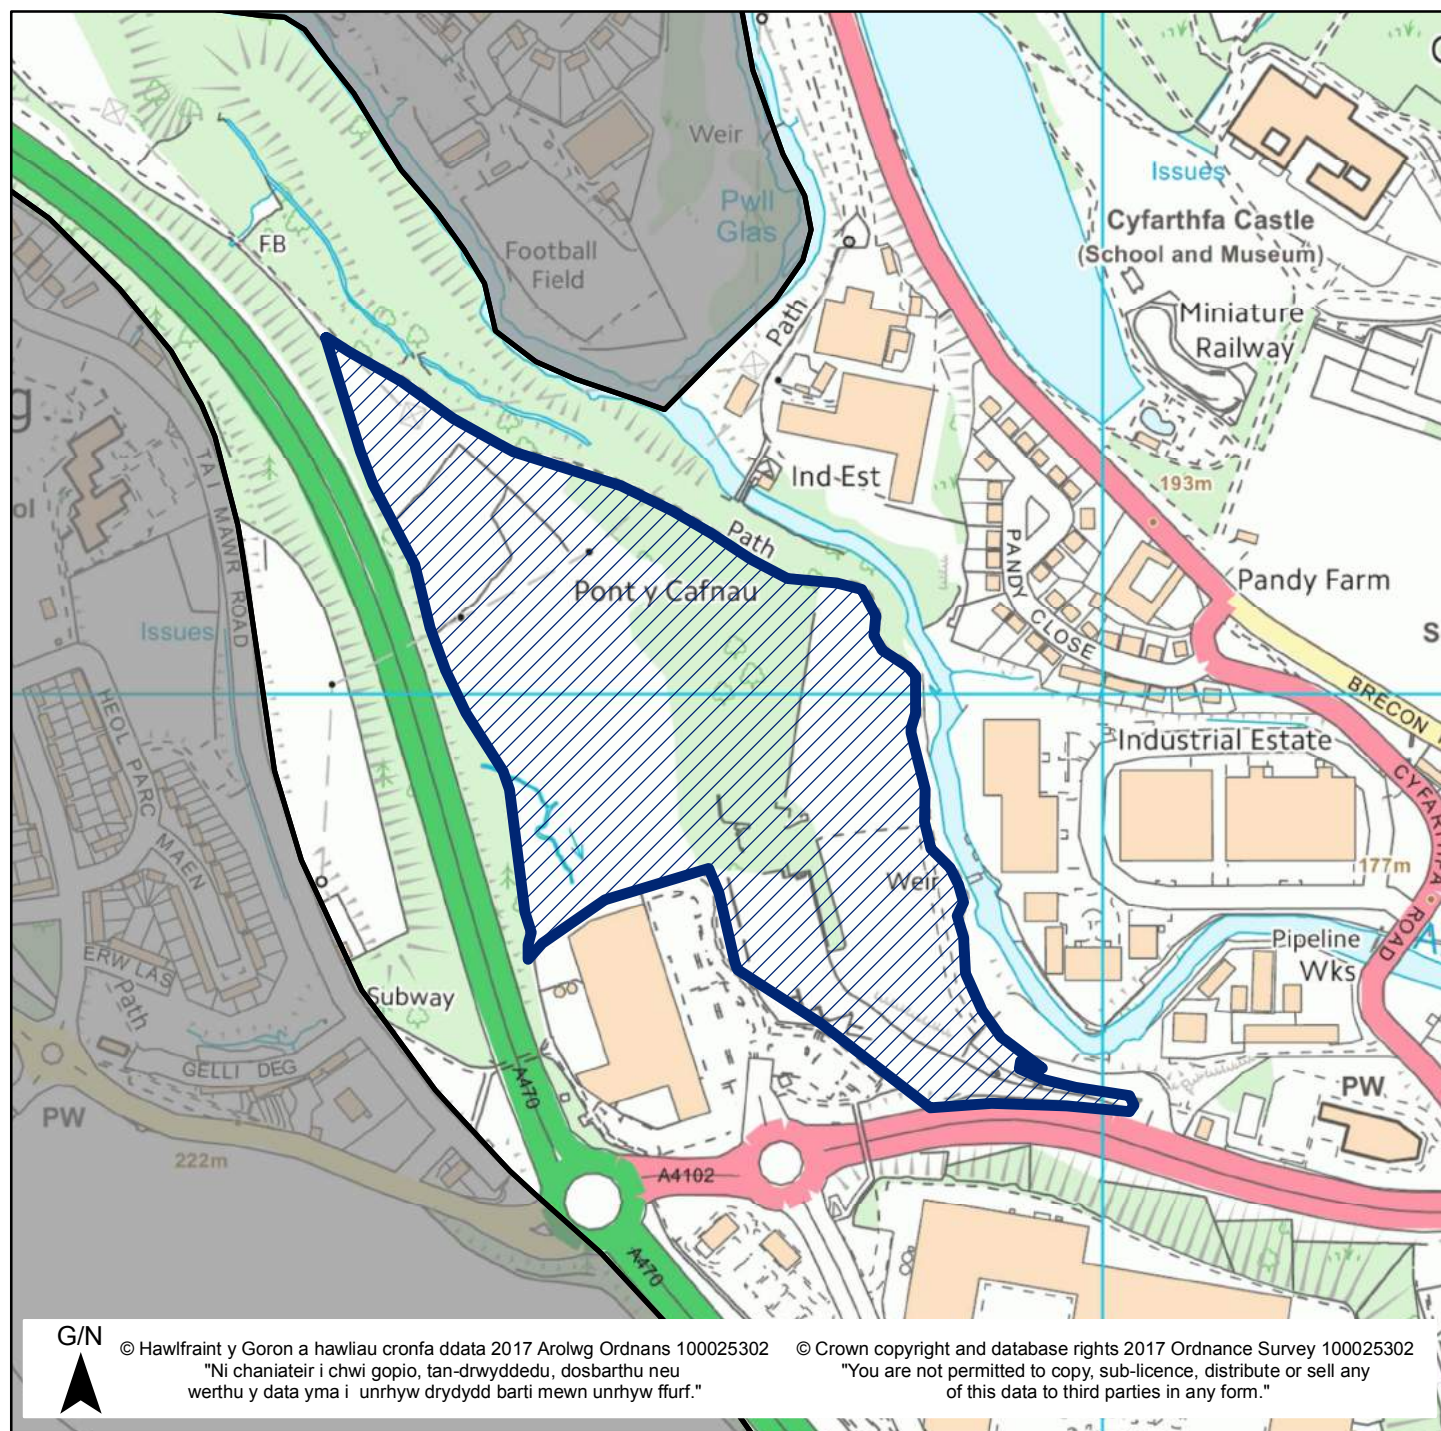 Weir
Pwll
Glas
Football
Field
FB
Path
Issues
Cyfarthfa Castle
(School and Museum)
Miniature
Railway
193m
Ind Est
Path
Pont y Cafnau
PANDY CLOSE
Pandy Farm
BRECON
TAI MAWR ROAD
Issues
HEOL PARC
MAEN
Industrial Estate
CYFARTHFA ROAD
177m
Weir
Pipeline
Wks
ERW LAS
Path
Subway
GELLI DEG
PW
222m
A470
A4102
PW
A470
G/N
© Hawlfraint y Goron a hawliau cronfa ddata 2017 Arolwg Ordnans 100025302
"Ni chaniateir i chwi gopio, tan-drwyddedu, dosbarthu neu
werthu y data yma i unrhyw drydydd barti mewn unrhyw ffurf."
© Crown copyright and database rights 2017 Ordnance Survey 100025302
"You are not permitted to copy, sub-licence, distribute or sell any
of this data to third parties in any form."